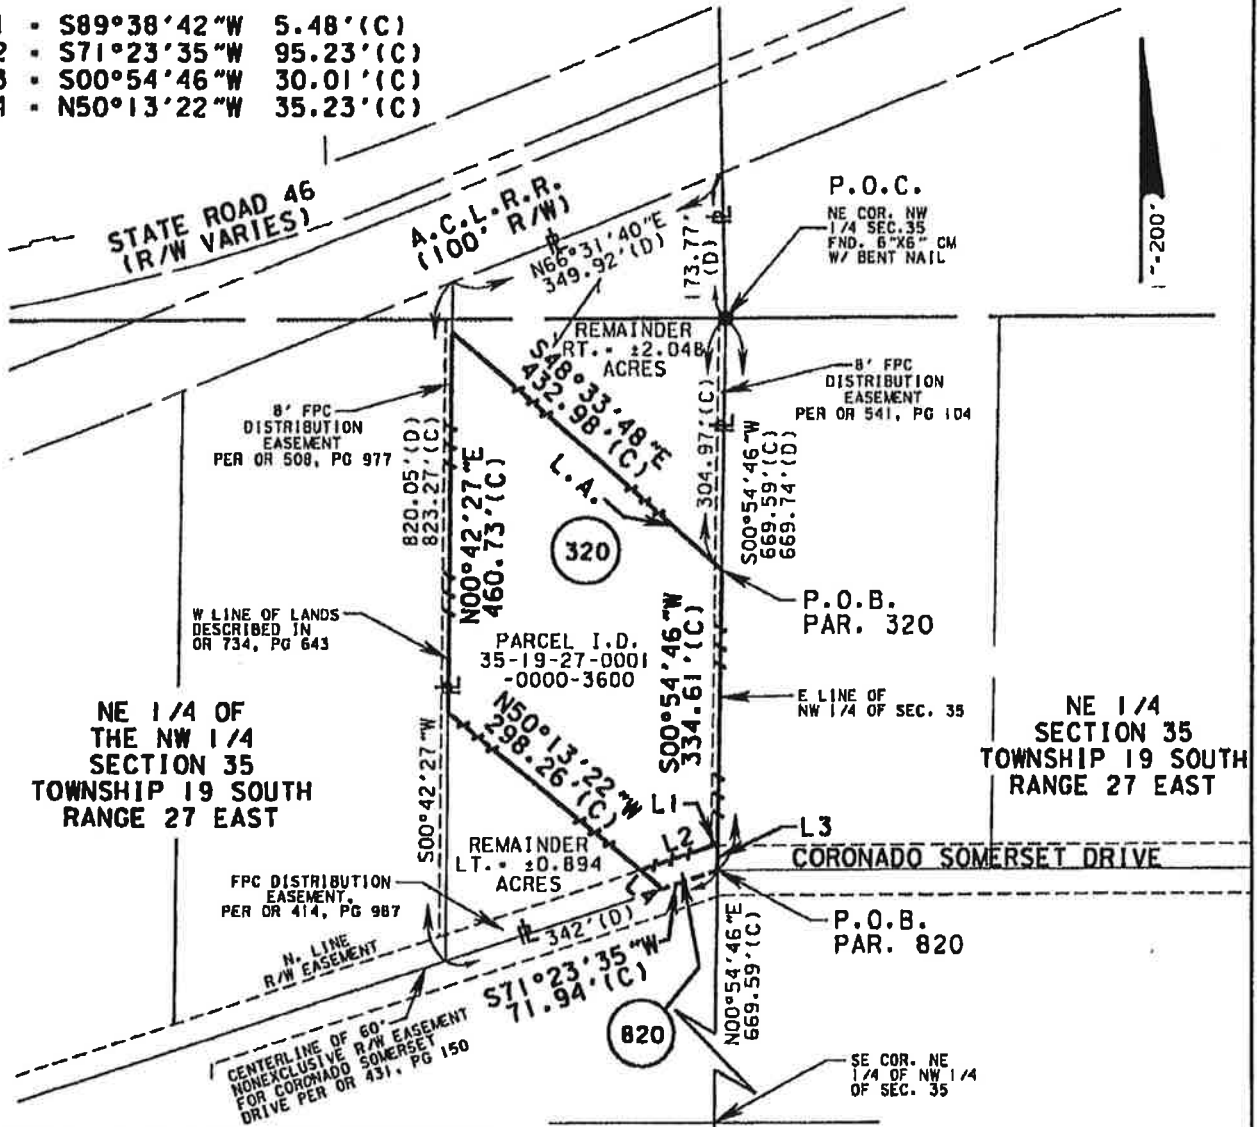 S89°38'42"W 5.48'(C)
2 - S71°23'35"W 95.23'(C)
3 - S00°54'46"W 30.01'(C)
4 - N50°13'22"W 35.23'(C)
STATE ROAD 46
(R/W VARIES)
A.C.L.R.R.
(100' R/W)
P.O.C.
NE COR. NW
1/4 SEC.35
FND. 6"X6" CM
W/ BENT NAIL
1"=200'
N66°31'40"E
349.92'(D)
173.77'
(D)
REMAINDER
RT. = ±2.048
ACRES
8' FPC
DISTRIBUTION
EASEMENT
PER OR 541, PG 104
8' FPC
DISTRIBUTION
EASEMENT
PER OR 508, PG 977
820.05'(D)
823.27'(C)
N00°42'27"E
460.73'(C)
S48°33'48"E
432.98'(C)
L.A.
304.97'(C)
S00°54'46"W
669.59'(C)
669.74'(D)
320
P.O.B.
PAR. 320
W LINE OF LANDS
DESCRIBED IN
OR 734, PG 643
PARCEL I.D.
35-19-27-0001
-0000-3600
S00°54'46"W
334.61'(C)
E LINE OF
NW 1/4 OF SEC. 35
NE 1/4 OF
THE NW 1/4
SECTION 35
TOWNSHIP 19 SOUTH
RANGE 27 EAST
NE 1/4
SECTION 35
TOWNSHIP 19 SOUTH
RANGE 27 EAST
N50°13'22"W
298.26'(C)
S00°42'27"W
L1
L2
L3
L4
REMAINDER
LT. = ±0.894
ACRES
CORONADO SOMERSET DRIVE
FPC DISTRIBUTION
EASEMENT,
PER OR 414, PG 987
342'(D)
P.O.B.
PAR. 820
N. LINE
R/W EASEMENT
S71°23'35"W
71.94'(C)
N00°54'46"E
669.59'(C)
820
CENTERLINE OF 60'
NONEXCLUSIVE R/W EASEMENT
FOR CORONADO SOMERSET
DRIVE PER OR 431, PG 150
SE COR. NE
1/4 OF NW 1/4
OF SEC. 35